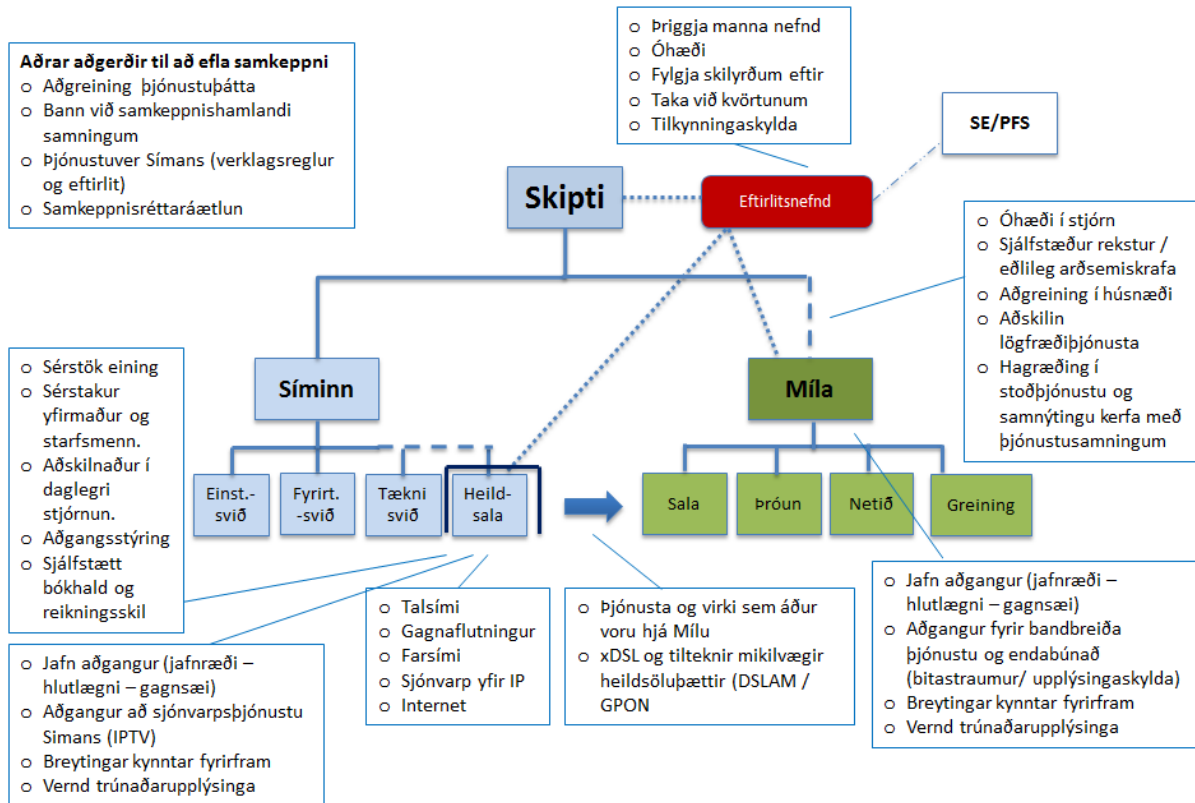 Aðrar aðgerðir til að efla samkeppni
o Aðgreining þjónustuþátta
o Bann við samkeppnishamlandi
samningum
o Þjónustuver Símans (verklagsreglur
og eftirlit)
o Samkeppnisréttaráætlun
o Þriggja manna nefnd
o Óhæði
o Fylgja skilyrðum eftir
o Taka við kvörtunum
o Tilkynningaskylda
SE/PFS
Skipti
Eftirlitsnefnd
o Óhæði í stjórn
o Sjálfstæður rekstur /
eðlileg arðsemiskrafa
o Aðgreining í húsnæði
o Aðskilin
lögfræðiþjónusta
o Hagræðing í
stoðþjónustu og
samnýtingu kerfa með
þjónustusamningum
o Sérstök eining
o Sérstakur
yfirmaður og
starfsmenn.
o Aðskilnaður í
daglegri
stjórnun.
o Aðgangsstýring
o Sjálfstætt
bókhald og
reikningsskil
Síminn
Míla
Einst.-
svið
Fyrirt.
-svið
Tækni
svið
Heild-
sala
Sala
Þróun
Netið
Greining
o Jafn aðgangur (jafnræði –
hlutlægni – gagnsæi)
o Aðgangur að sjónvarpsþjónustu
Simans (IPTV)
o Breytingar kynntar fyrirfram
o Vernd trúnaðarupplýsinga
o Talsími
o Gagnaflutningur
o Farsími
o Sjónvarp yfir IP
o Internet
o Þjónusta og virki sem áður
voru hjá Mílu
o xDSL og tilteknir mikilvægir
heildsöluþættir (DSLAM /
GPON
o Jafn aðgangur (jafnræði –
hlutlægni – gagnsæi)
o Aðgangur fyrir bandbreiða
þjónustu og endabúnað
(bitastraumur/ upplýsingaskylda)
o Breytingar kynntar fyrirfram
o Vernd trúnaðarupplýsinga